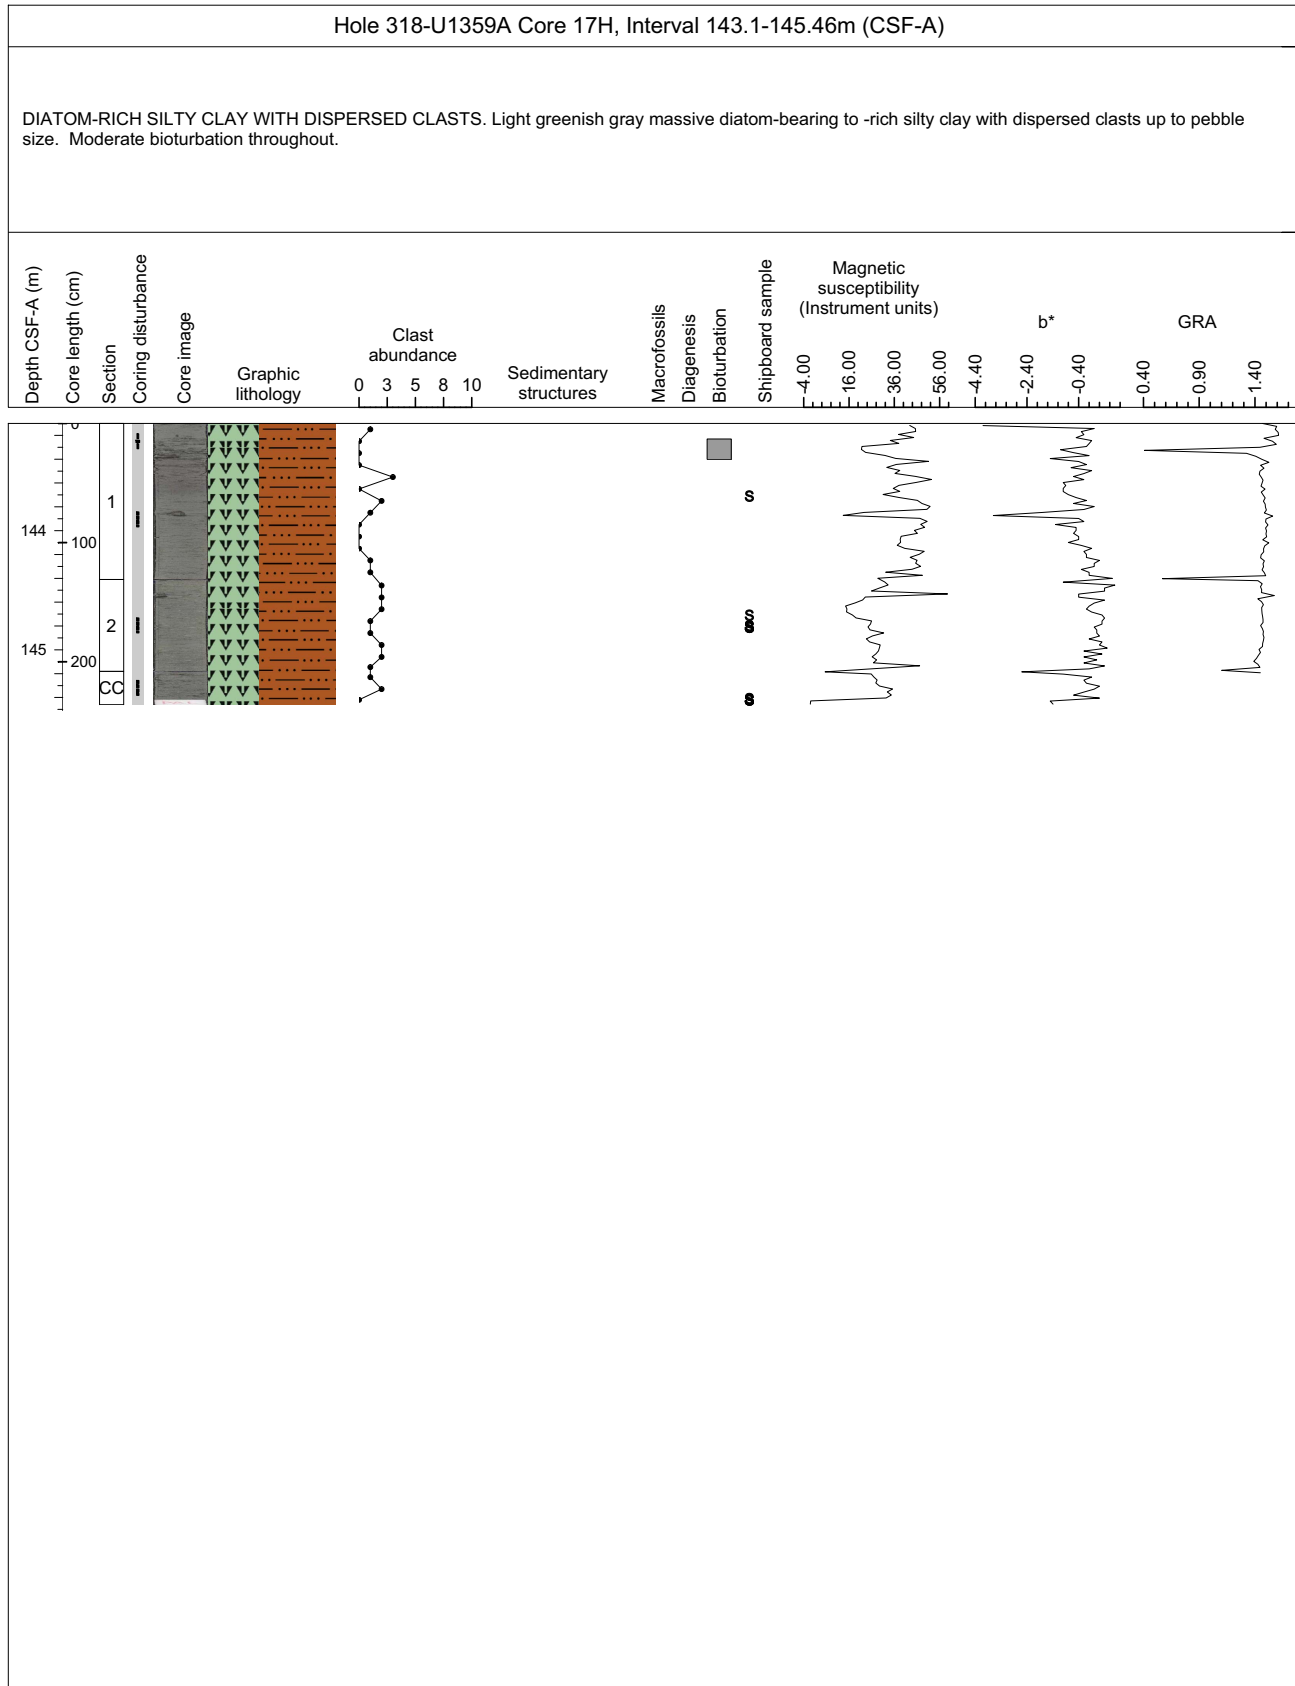 Hole 318-U1359A Core 17H, Interval 143.1-145.46m (CSF-A)
DIATOM-RICH SILTY CLAY WITH DISPERSED CLASTS. Light greenish gray massive diatom-bearing to -rich silty clay with dispersed clasts up to pebble
size. Moderate bioturbation throughout.
Depth CSF-A (m)
Core length (cm)
Section
Coring disturbance
Core image
Graphic
lithology
Clast
abundance
0 3 5 8 10
Sedimentary
structures
Macrofossils
Diagenesis
Bioturbation
Shipboard sample
Magnetic
susceptibility
(Instrument units)
-4.00 16.00 36.00 56.00
b*
-4.40 -2.40 -0.40
GRA
0.40 0.90 1.40
0
1
S
144
100
S
2
S
145
200
CC
S